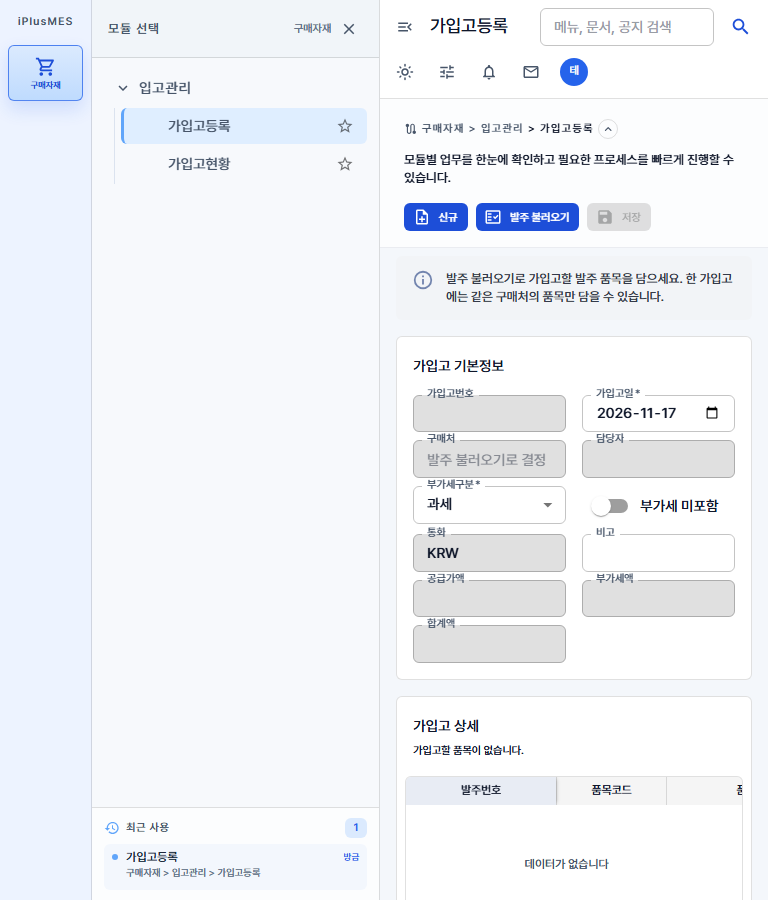 iPlusMES
구매자재
모듈 선택
구매자재
입고관리
가입고등록
가입고현황
최근 사용
1
가입고등록
방금
구매자재 > 입고관리 > 가입고등록
가입고등록
메뉴, 문서, 공지 검색
테
구매자재 > 입고관리 > 가입고등록
모듈별 업무를 한눈에 확인하고 필요한 프로세스를 빠르게 진행할 수
있습니다.
신규
발주 불러오기
저장
발주 불러오기로 가입고할 발주 품목을 담으세요. 한 가입고
에는 같은 구매처의 품목만 담을 수 있습니다.
가입고 기본정보
가입고번호
가입고일 *
2026-11-17
구매처
발주 불러오기로 결정
담당자
부가세구분 *
과세
부가세 미포함
통화
KRW
비고
공급가액
부가세액
합계액
가입고 상세
가입고할 품목이 없습니다.
발주번호
품목코드
데이터가 없습니다